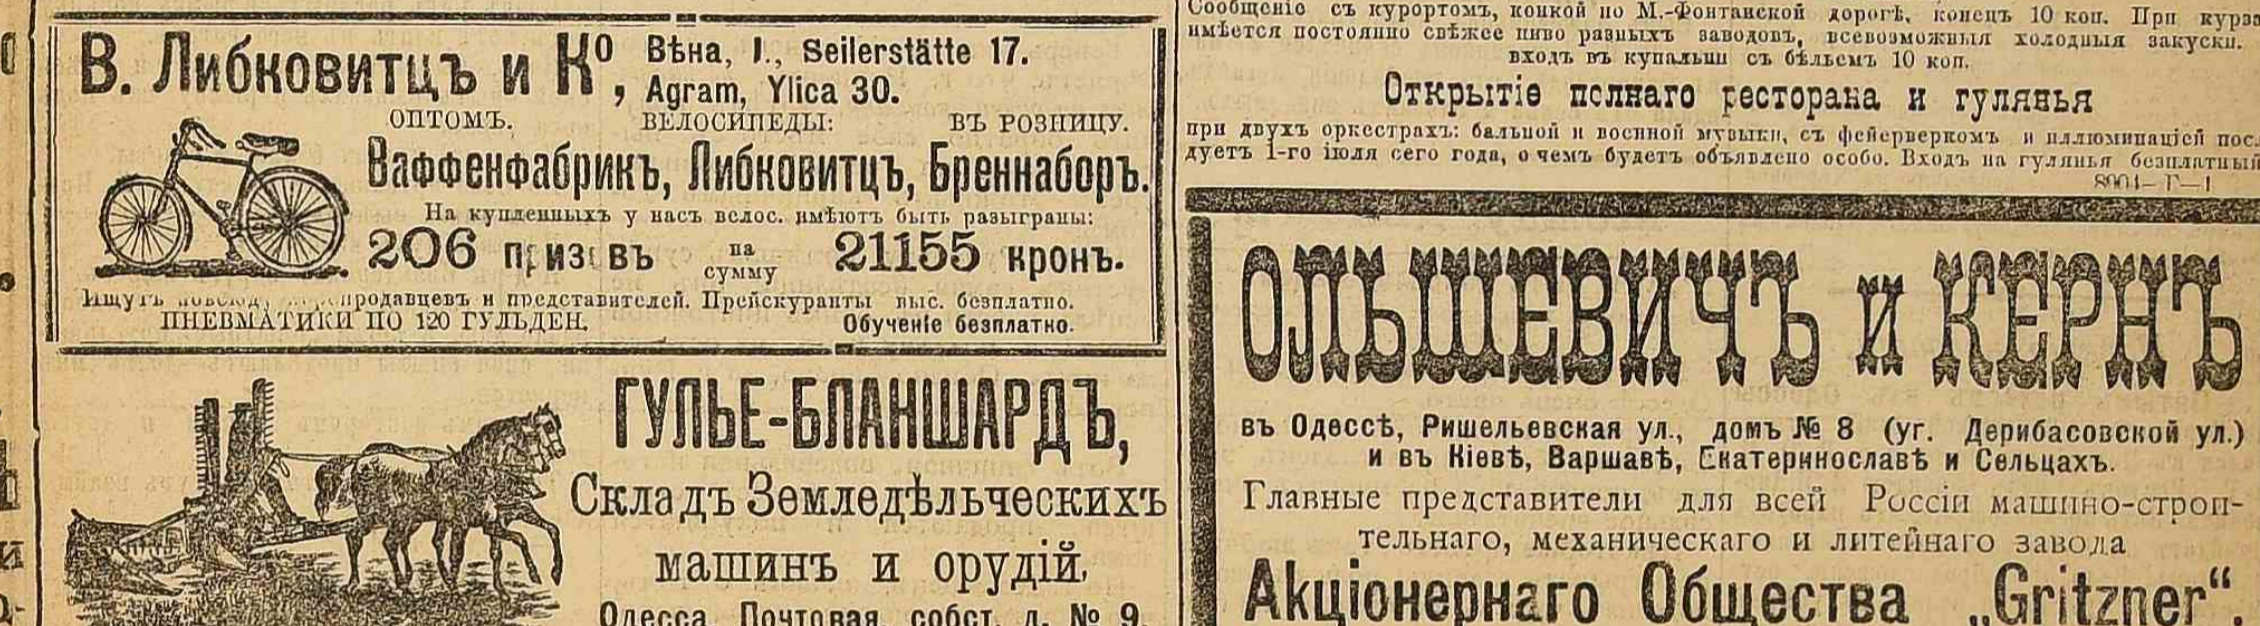 В. Либковитцъ и Ко,
Вѣна, I., Seilerstätte 17.
Agram, Ylica 30.
ОПТОМЪ. ВЕЛОСИПЕДЫ: ВЪ РОЗНИЦУ.
Ваффенфабрикъ, Либковитцъ, Бреннаборъ.
На купленныхъ у насъ велос. имѣютъ быть разыграны:
206 призовъ на сумму 21155 кронъ.
Ищутъ продавцевъ и представителей. Прейскуранты выс. безплатно.
ПНЕВМАТИКИ ПО 120 ГУЛЬДЕН.
Обученіе безплатно.
ГУЛЬЕ-БЛАНШАРДЪ,
Складъ Земледѣльческихъ
машинъ и орудій,
Одесса, Почтовая, собст. д. № 9.
Сообщеніе съ курортомъ, конкой по М.-Фонтанской дорогѣ, конецъ 10 коп. При курза
имѣется постоянно свѣжее пиво разныхъ заводовъ, всевозможныя холодныя закуски.
входъ въ купальни съ бѣльемъ 10 коп.
Открытіе полнаго ресторана и гулянья
при двухъ оркестрахъ: бальной и военной музыки, съ фейерверкомъ и иллюминаціей посл
дуетъ 1-го іюля сего года, о чемъ будетъ объявлено особо. Входъ на гулянья безплатный
8001—Г—1
ОЛЬШЕВИЧЪ и КЕРНЪ
въ Одессѣ, Ришельевская ул., домъ № 8 (уг. Дерибасовской ул.)
и въ Кіевѣ, Варшавѣ, Екатеринославѣ и Сельцахъ.
Главные представители для всей Россіи машино-строи-
тельнаго, механическаго и литейнаго завода
Акціонернаго Общества „Gritzner“.